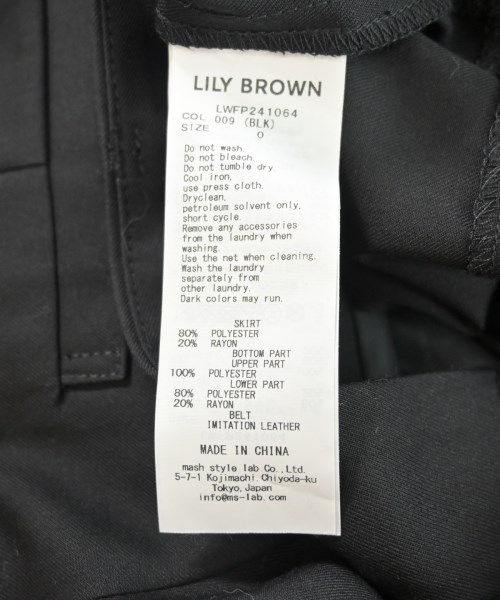 LILY BROWN
LWFP241064
COL 009 (BLK)
SIZE 0
Do not wash.
Do not bleach.
Do not tumble dry
Cool iron,
use press cloth.
Dryclean,
petroleum solvent only,
short cycle.
Remove any accessories
from the laundry when
washing.
Use the net when cleaning.
Wash the laundry
separately from
other laundry.
Dark colors may run.
SKIRT
80% POLYESTER
20% RAYON
BOTTOM PART
UPPER PART
100% POLYESTER
LOWER PART
80% POLYESTER
20% RAYON
BELT
IMITATION LEATHER
MADE IN CHINA
mash style lab Co.,Ltd.
5-7-1 Kojimachi.Chiyoda-ku
Tokyo,Japan
info@ms-lab.com